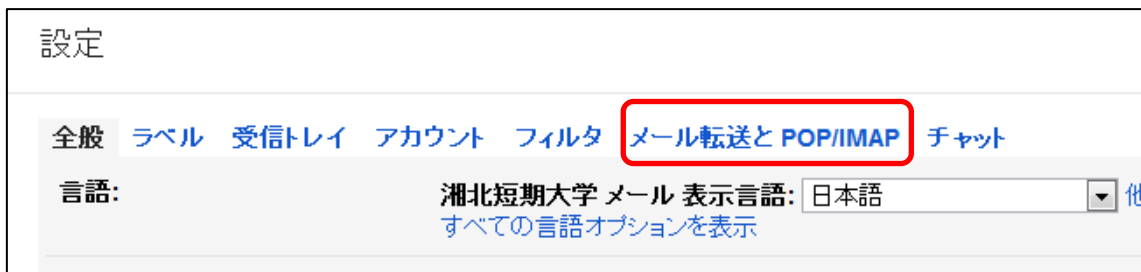 設定
全般 ラベル 受信トレイ アカウント フィルタ メール転送と POP/IMAP チャット
言語: 湘北短期大学 メール 表示言語: 日本語 他
すべての言語オプションを表示